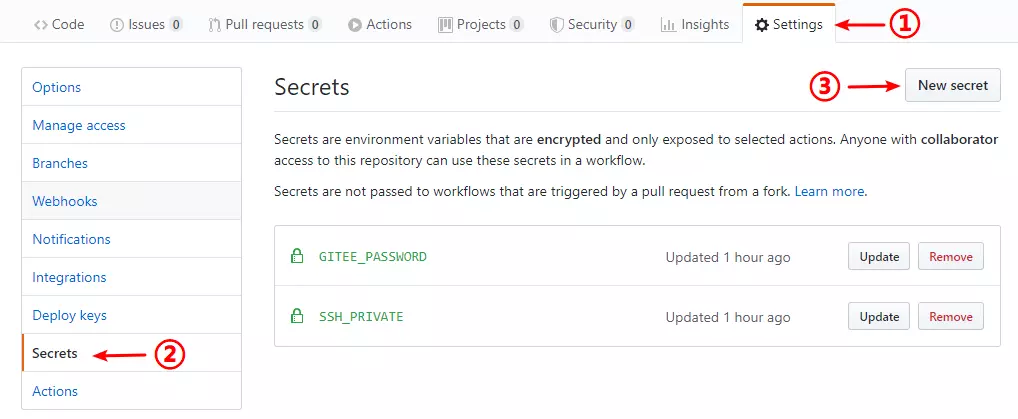 Code Issues 0 Pull requests 0 Actions Projects 0 Security 0 Insights Settings ①
Options
Manage access
Branches
Webhooks
Notifications
Integrations
Deploy keys
Secrets ②
Actions
Secrets ③ New secret
Secrets are environment variables that are encrypted and only exposed to selected actions. Anyone with collaborator
access to this repository can use these secrets in a workflow.
Secrets are not passed to workflows that are triggered by a pull request from a fork. Learn more.
GITEE_PASSWORD Updated 1 hour ago Update Remove
SSH_PRIVATE Updated 1 hour ago Update Remove